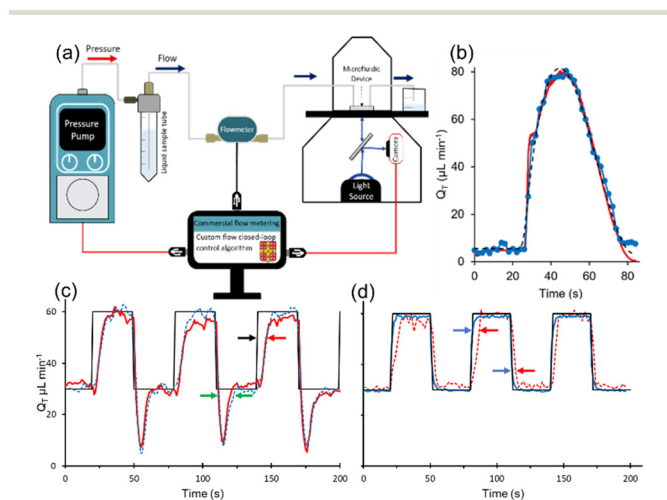 (a)
Pressure
Flow
Pressure
Pump
Liquid sample tube
Flowmeter
Microfluidic
Device
Camera
Light
Source
Commercial flow metering
Custom flow closed-loop
control algorithm
(b)
80
60
40
20
0
Q_T (μL min⁻¹)
0 20 40 60 80
Time (s)
(c)
60
40
20
0
Q_T μL min⁻¹
0 50 100 150 200
Time (s)
(d)
0 50 100 150 200
Time (s)